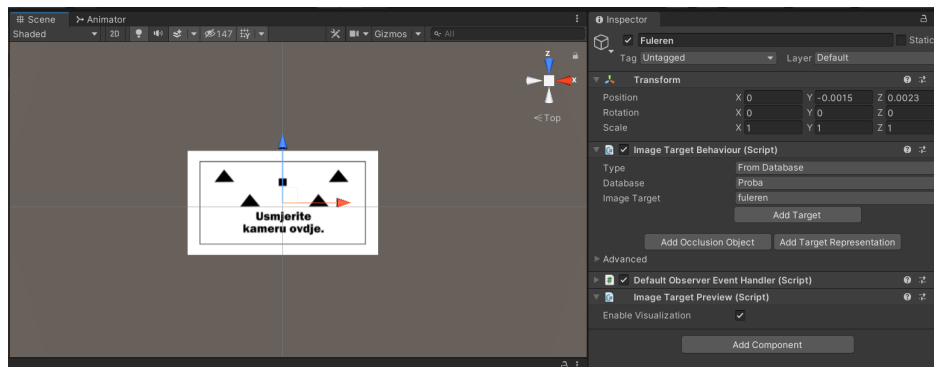 Scene
Animator
Shaded
2D
147
Gizmos
All
z
x
Top
Usmjerite
kameru ovdje.
Inspector
Fuleren
Static
Tag Untagged
Layer Default
Transform
Position X 0 Y -0.0015 Z 0.0023
Rotation X 0 Y 0 Z 0
Scale X 1 Y 1 Z 1
Image Target Behaviour (Script)
Type From Database
Database Proba
Image Target fuleren
Add Target
Add Occlusion Object
Add Target Representation
Advanced
Default Observer Event Handler (Script)
Image Target Preview (Script)
Enable Visualization
Add Component